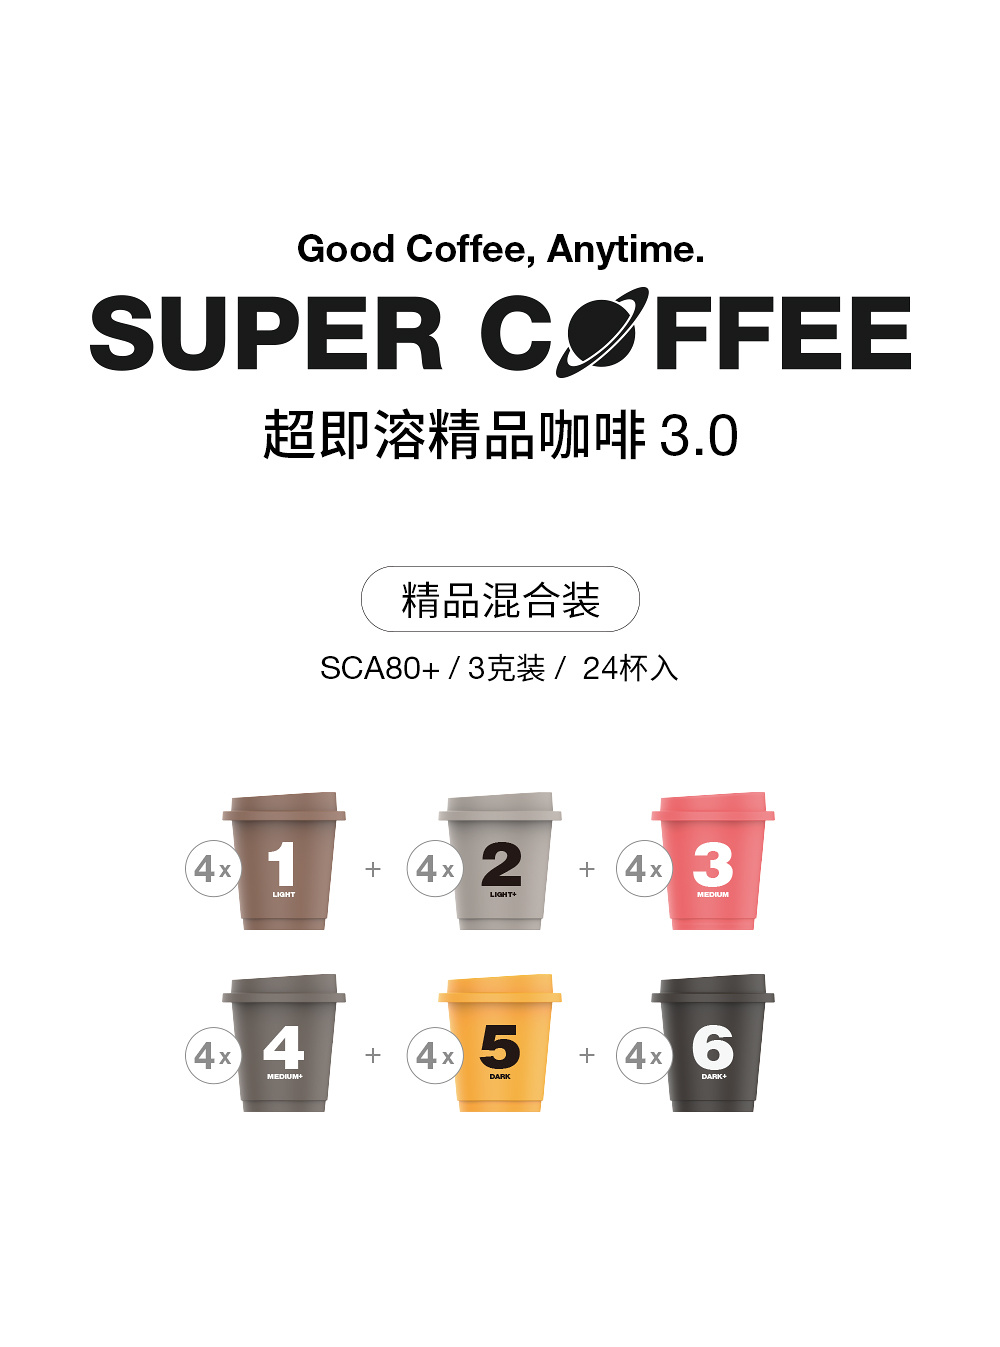 Good Coffee, Anytime.
SUPER COFFEE
超即溶精品咖啡 3.0
精品混合装
SCA80+ / 3克装 / 24杯入
4x 1 + 4x 2 + 4x 3
LIGHT LIGHT+ MEDIUM
4x 4 + 4x 5 + 4x 6
MEDIUM+ DARK DARK+